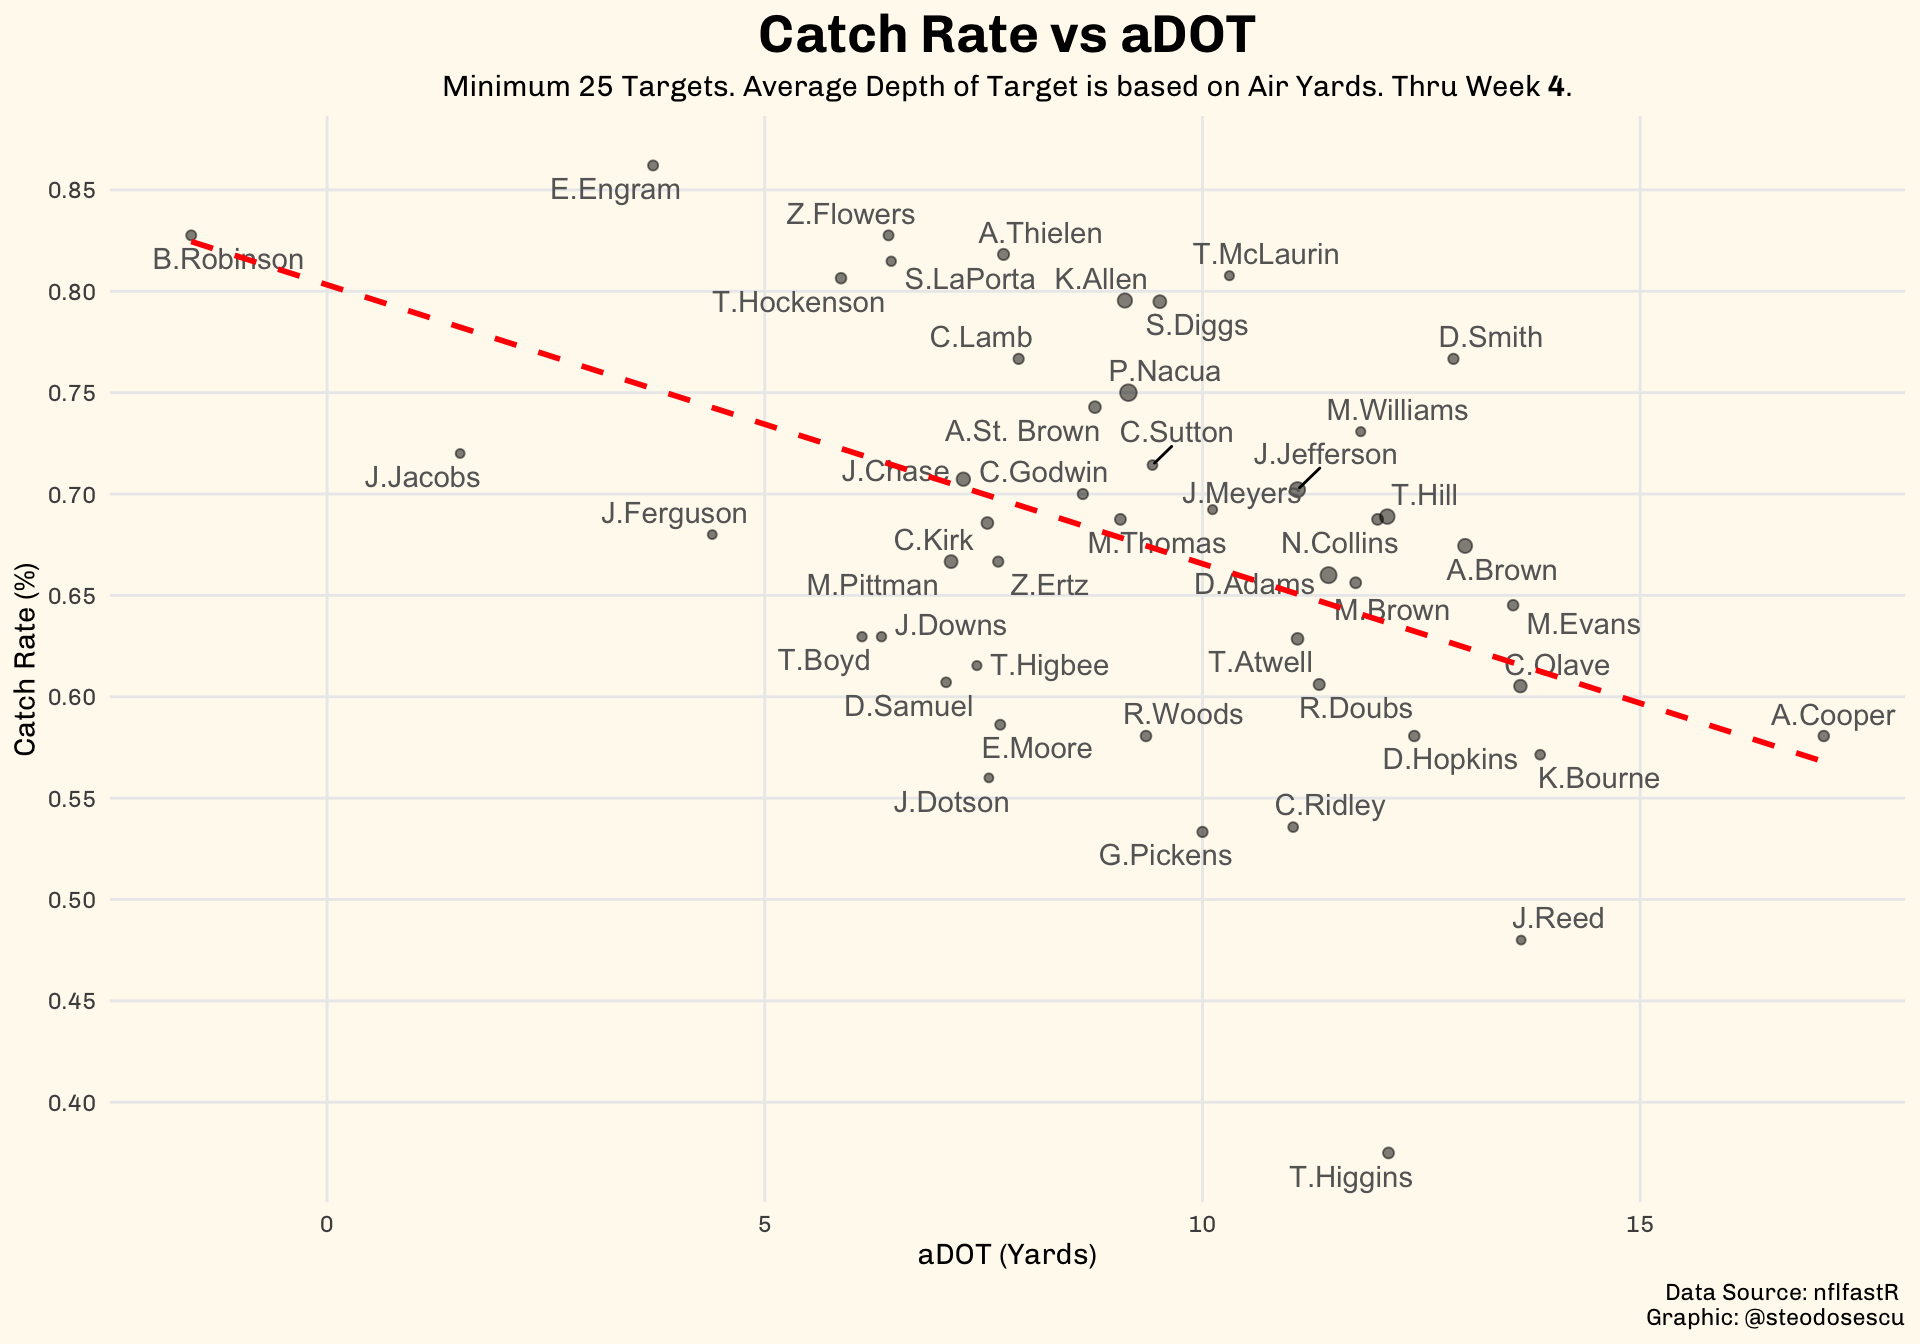 Catch Rate vs aDOT
Minimum 25 Targets. Average Depth of Target is based on Air Yards. Thru Week 4.
E.Engram
Z.Flowers
A.Thielen
B.Robinson
T.McLaurin
S.LaPorta
K.Allen
T.Hockenson
S.Diggs
C.Lamb
D.Smith
P.Nacua
M.Williams
A.St. Brown
C.Sutton
J.Jefferson
J.Chase
C.Godwin
J.Jacobs
J.Meyers
T.Hill
J.Ferguson
C.Kirk
M.Thomas
N.Collins
A.Brown
M.Pittman
Z.Ertz
D.Adams
M.Brown
M.Evans
J.Downs
T.Boyd
T.Higbee
T.Atwell
C.Olave
D.Samuel
R.Woods
R.Doubs
A.Cooper
E.Moore
D.Hopkins
K.Bourne
J.Dotson
C.Ridley
G.Pickens
J.Reed
T.Higgins
0.85
0.80
0.75
0.70
0.65
0.60
0.55
0.50
0.45
0.40
Catch Rate (%)
0
5
10
15
aDOT (Yards)
Data Source: nflfastR
Graphic: @steodosescu